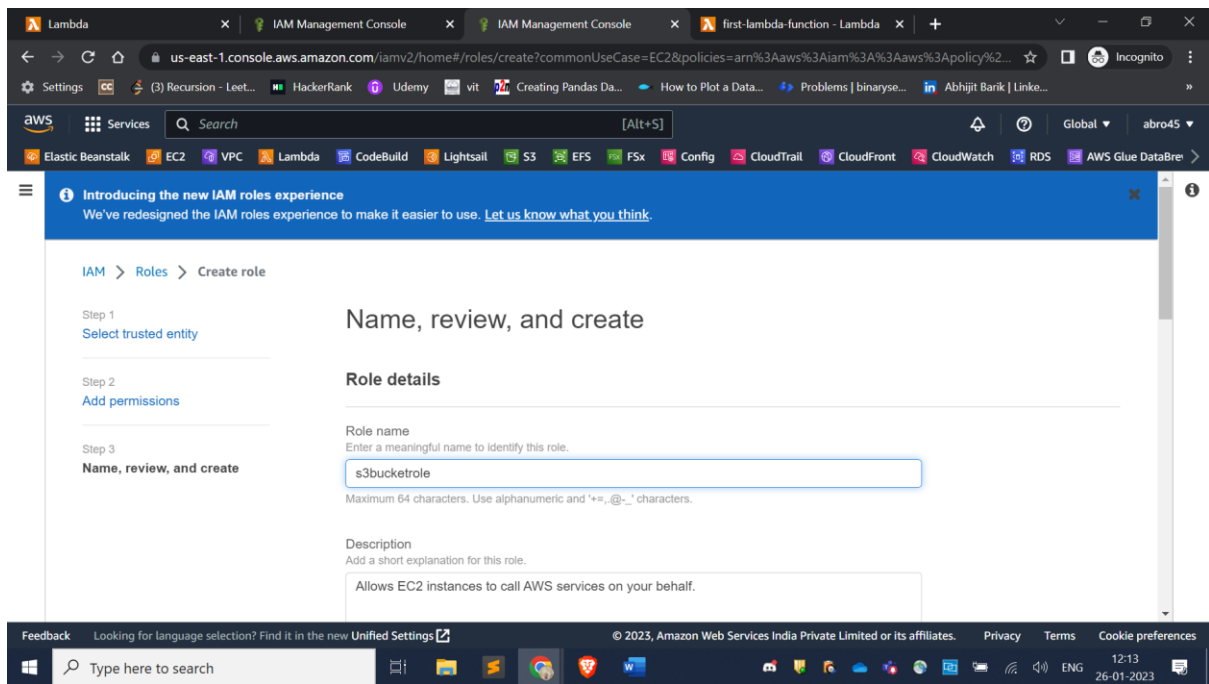 Lambda
IAM Management Console
IAM Management Console
first-lambda-function - Lambda
us-east-1.console.aws.amazon.com/iamv2/home#/roles/create?commonUseCase=EC2&policies=arn%3Aaws%3Aiam%3A%3Aaws%3Apolicy%2...
Incognito
Settings
(3) Recursion - Leet...
HackerRank
Udemy
vit
Creating Pandas Da...
How to Plot a Data...
Problems | binaryse...
Abhijit Barik | Linke...
»
aws
Services
Search
[Alt+S]
Global
abro45
Elastic Beanstalk
EC2
VPC
Lambda
CodeBuild
Lightsail
S3
EFS
FSx
Config
CloudTrail
CloudFront
CloudWatch
RDS
AWS Glue DataBre
Introducing the new IAM roles experience
We've redesigned the IAM roles experience to make it easier to use. Let us know what you think.
IAM > Roles > Create role
Step 1
Select trusted entity
Step 2
Add permissions
Step 3
Name, review, and create
Name, review, and create
Role details
Role name
Enter a meaningful name to identify this role.
s3bucketrole
Maximum 64 characters. Use alphanumeric and '+=,.@-_' characters.
Description
Add a short explanation for this role.
Allows EC2 instances to call AWS services on your behalf.
Feedback
Looking for language selection? Find it in the new Unified Settings
© 2023, Amazon Web Services India Private Limited or its affiliates.
Privacy
Terms
Cookie preferences
Type here to search
ENG
12:13
26-01-2023